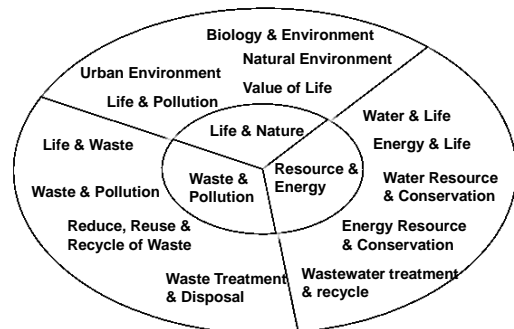 Biology & Environment
Natural Environment
Urban Environment
Value of Life
Life & Pollution
Life & Nature
Water & Life
Energy & Life
Water Resource
& Conservation
Energy Resource
& Conservation
Wastewater treatment
& recycle
Resource &
Energy
Life & Waste
Waste & Pollution
Reduce, Reuse &
Recycle of Waste
Waste Treatment
& Disposal
Waste &
Pollution